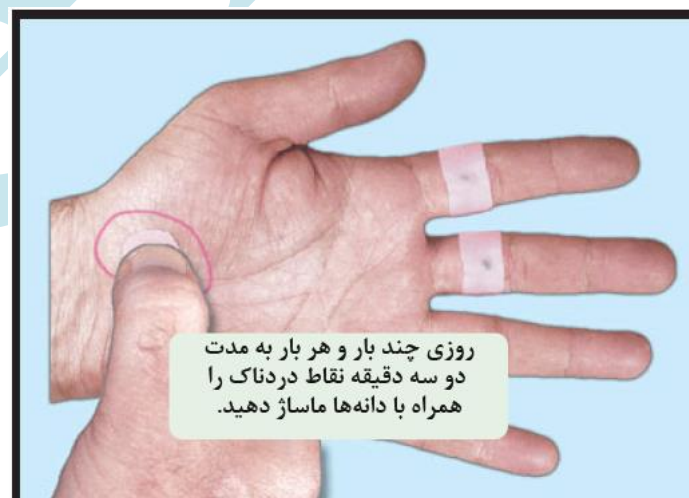 روزی چند بار و هر بار به مدت
دو سه دقیقه نقاط دردناک را
همراه با دانه‌ها ماساژ دهید.